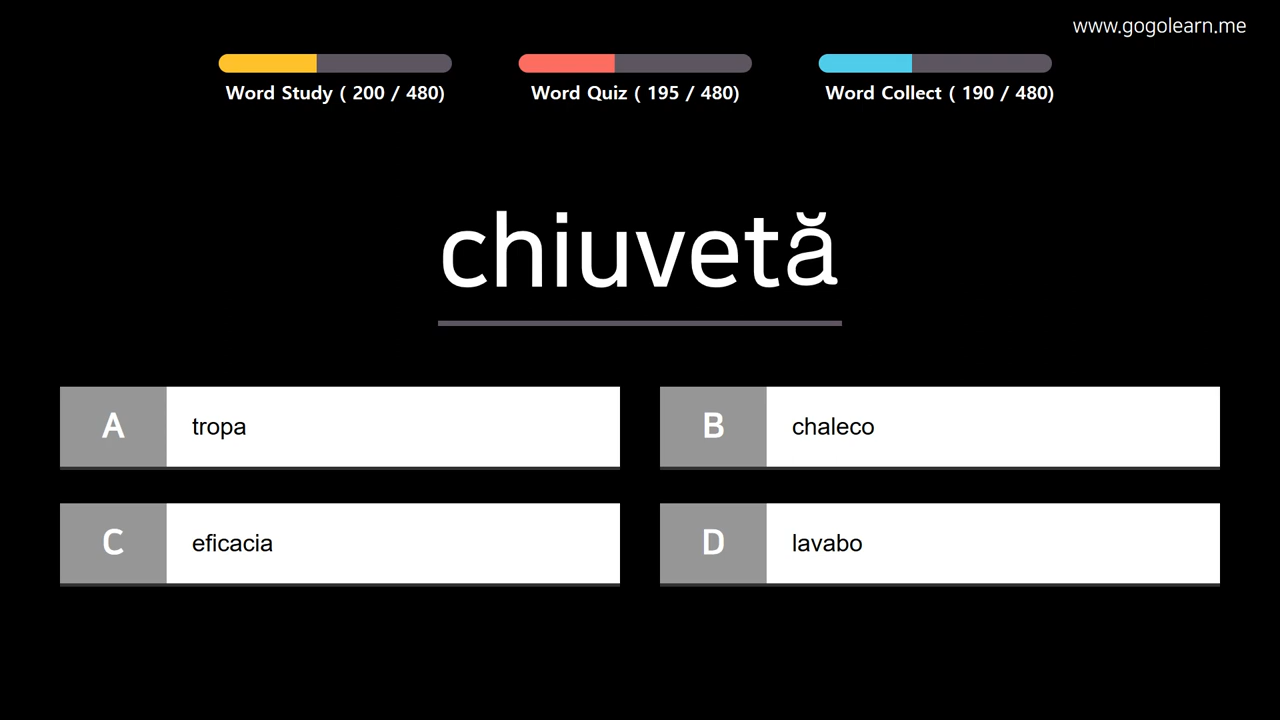 www.gogolearn.me
Word Study ( 200 / 480)
Word Quiz ( 195 / 480)
Word Collect ( 190 / 480)
chiuvetă
A tropa
B chaleco
C eficacia
D lavabo